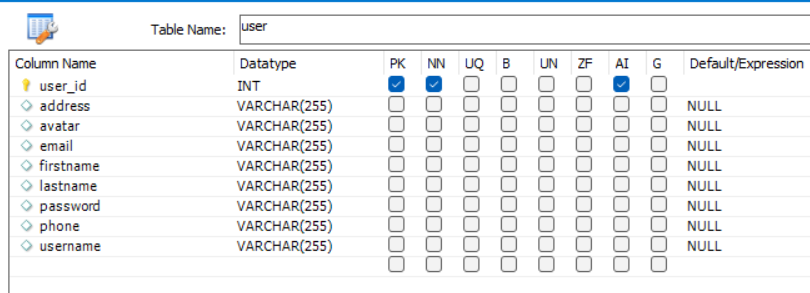 Table Name: user
Column Name Datatype PK NN UQ B UN ZF AI G Default/Expression
user_id INT
address VARCHAR(255) NULL
avatar VARCHAR(255) NULL
email VARCHAR(255) NULL
firstname VARCHAR(255) NULL
lastname VARCHAR(255) NULL
password VARCHAR(255) NULL
phone VARCHAR(255) NULL
username VARCHAR(255) NULL